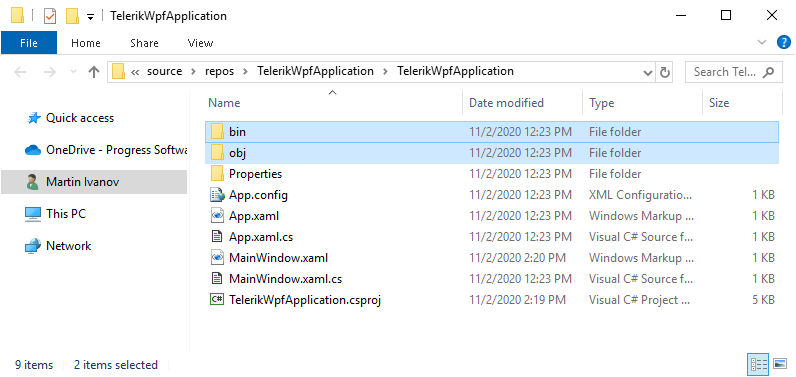 TelerikWpfApplication
File Home Share View
« source > repos > TelerikWpfApplication > TelerikWpfApplication Search Tel...
Name Date modified Type Size
Quick access
OneDrive - Progress Softwa
Martin Ivanov
This PC
Network
bin 11/2/2020 12:23 PM File folder
obj 11/2/2020 12:23 PM File folder
Properties 11/2/2020 12:23 PM File folder
App.config 11/2/2020 12:23 PM XML Configuratio... 1 KB
App.xaml 11/2/2020 12:23 PM Windows Markup ... 1 KB
App.xaml.cs 11/2/2020 12:23 PM Visual C# Source f... 1 KB
MainWindow.xaml 11/2/2020 2:20 PM Windows Markup ... 1 KB
MainWindow.xaml.cs 11/2/2020 12:23 PM Visual C# Source f... 1 KB
C# TelerikWpfApplication.csproj 11/2/2020 2:19 PM Visual C# Project ... 5 KB
9 items 2 items selected